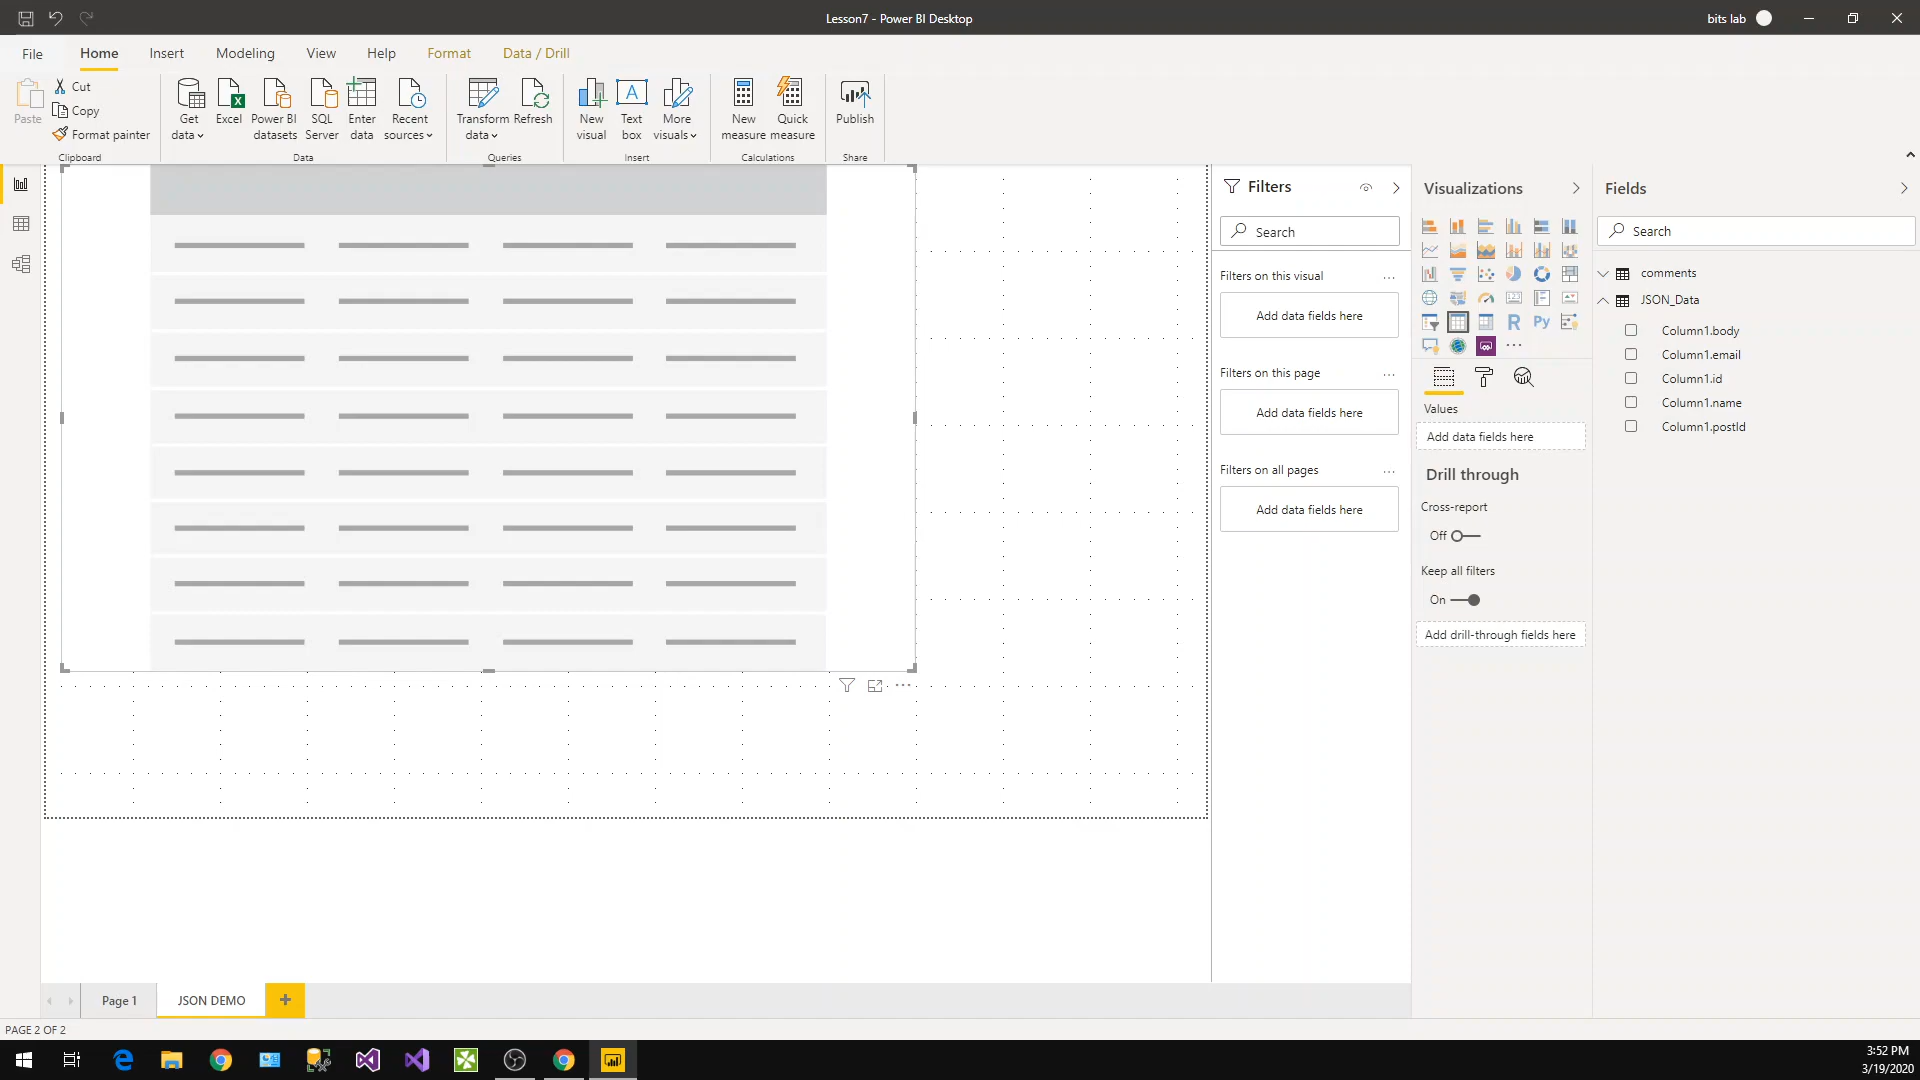 Lesson7 - Power BI Desktop
bits lab
File
Home
Insert
Modeling
View
Help
Format
Data / Drill
Paste
Cut
Copy
Format painter
Clipboard
Get data
Excel
Power BI datasets
SQL Server
Enter data
Recent sources
Data
Transform data
Refresh
Queries
New visual
Text box
More visuals
Insert
New measure
Quick measure
Calculations
Publish
Share
Filters
Search
Filters on this visual
...
Add data fields here
Filters on this page
...
Add data fields here
Filters on all pages
...
Add data fields here
Visualizations
R
Py
123
A
...
Values
Add data fields here
Drill through
Cross-report
Off
Keep all filters
On
Add drill-through fields here
Fields
Search
comments
JSON_Data
Column1.body
Column1.email
Column1.id
Column1.name
Column1.postId
Page 1
JSON DEMO
+
PAGE 2 OF 2
3:52 PM
3/19/2020